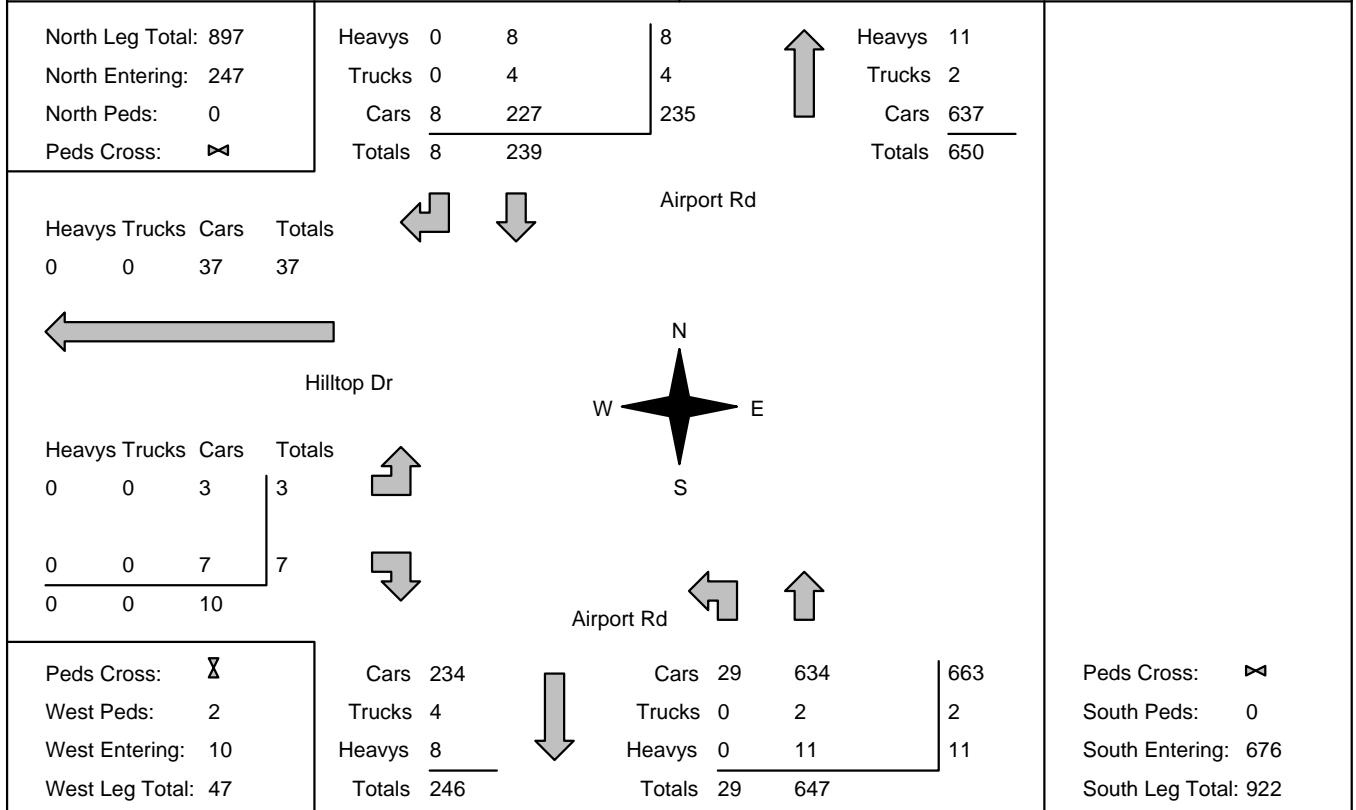 North Leg Total: 897
North Entering: 247
North Peds: 0
Peds Cross:
Heavys 0 8 8
Trucks 0 4 4
Cars 8 227 235
Totals 8 239
Heavys 11
Trucks 2
Cars 637
Totals 650
Airport Rd
Heavys Trucks Cars Totals
0 0 37 37
Hilltop Dr
N
W E
S
Heavys Trucks Cars Totals
0 0 3 3
0 0 7 7
0 0 10
Airport Rd
Peds Cross:
West Peds: 2
West Entering: 10
West Leg Total: 47
Cars 234
Trucks 4
Heavys 8
Totals 246
Cars 29 634 663
Trucks 0 2 2
Heavys 0 11 11
Totals 29 647
Peds Cross:
South Peds: 0
South Entering: 676
South Leg Total: 922